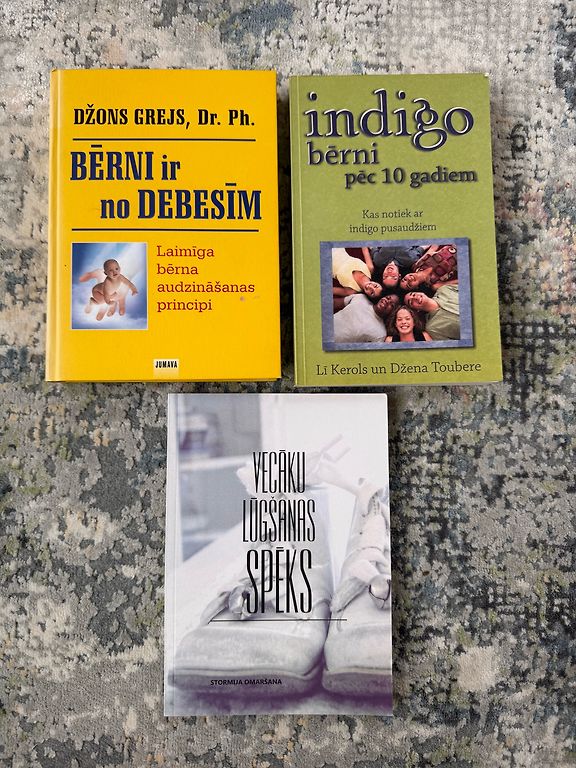 DŽONS GREJS, Dr. Ph.
BĒRNI ir
no DEBESĪM
Laimīga
bērna
audzināšanas
principi
JUMAVA
indigo
bērni
pēc 10 gadiem
Kas notiek ar
indigo pusaudžiem
Lī Kerols un Džena Toubere
VECĀKU
LŪGŠANAS
SPĒKS
STORMIJA OMARŠANA